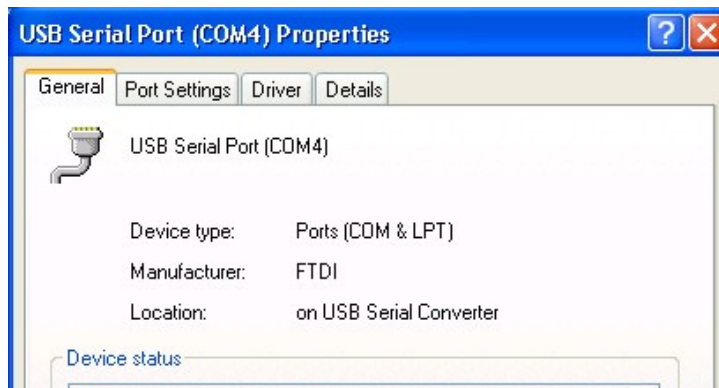 USB Serial Port (COM4) Properties
?
General Port Settings Driver Details
USB Serial Port (COM4)
Device type: Ports (COM & LPT)
Manufacturer: FTDI
Location: on USB Serial Converter
Device status